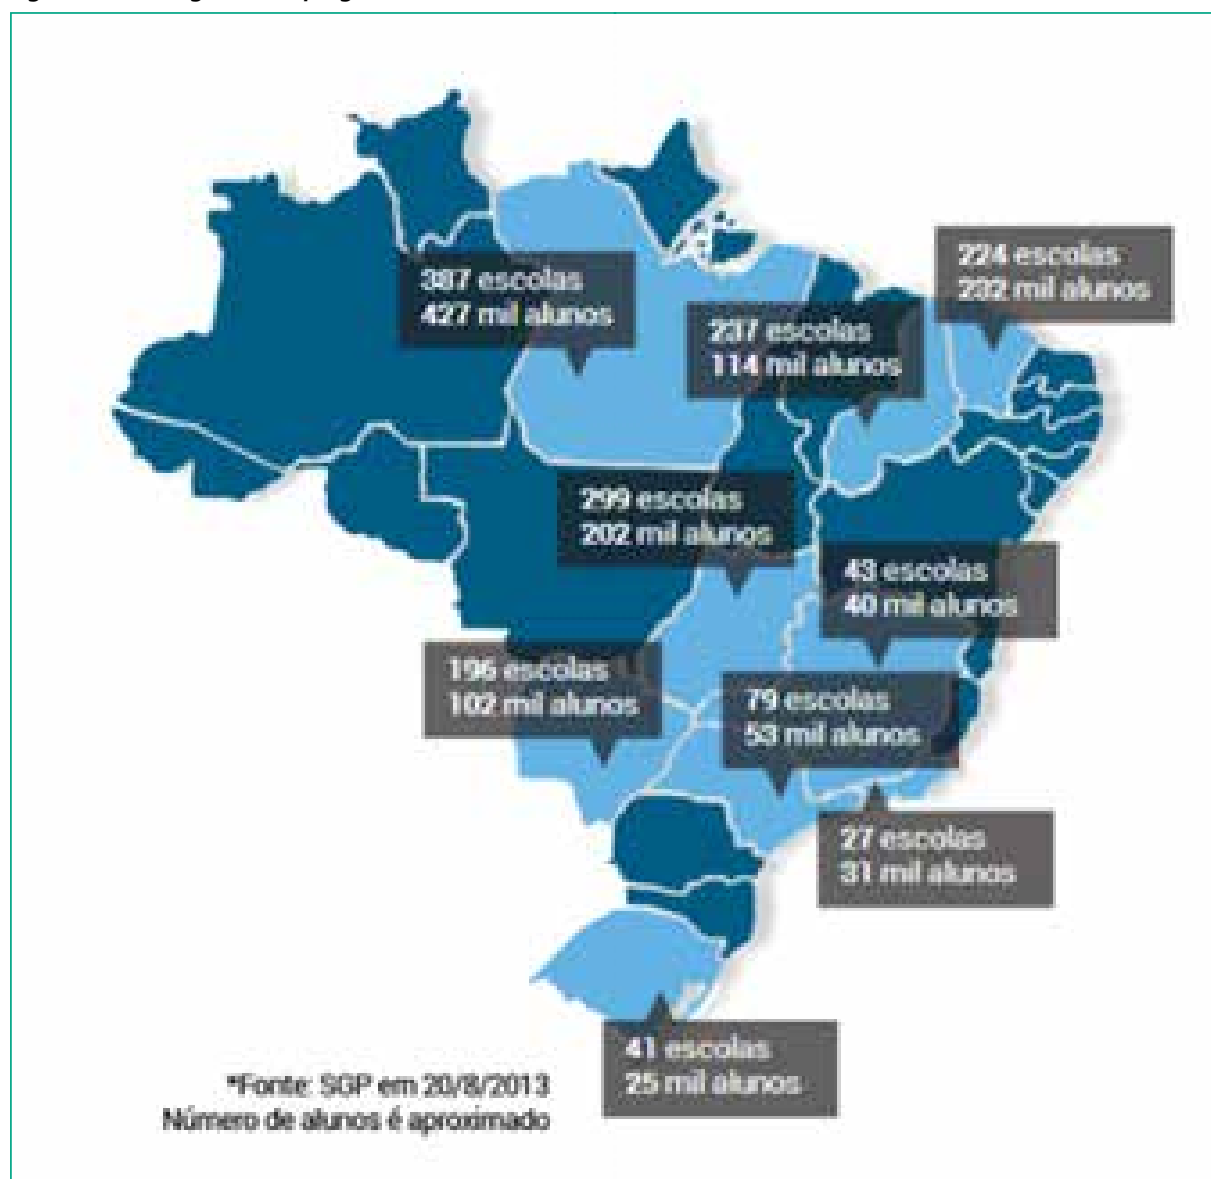 387 escolas
427 mil alunos
224 escolas
232 mil alunos
237 escolas
114 mil alunos
299 escolas
202 mil alunos
43 escolas
40 mil alunos
196 escolas
102 mil alunos
79 escolas
53 mil alunos
27 escolas
31 mil alunos
41 escolas
25 mil alunos
*Fonte: SGP em 20/8/2013
Número de alunos é aproximado